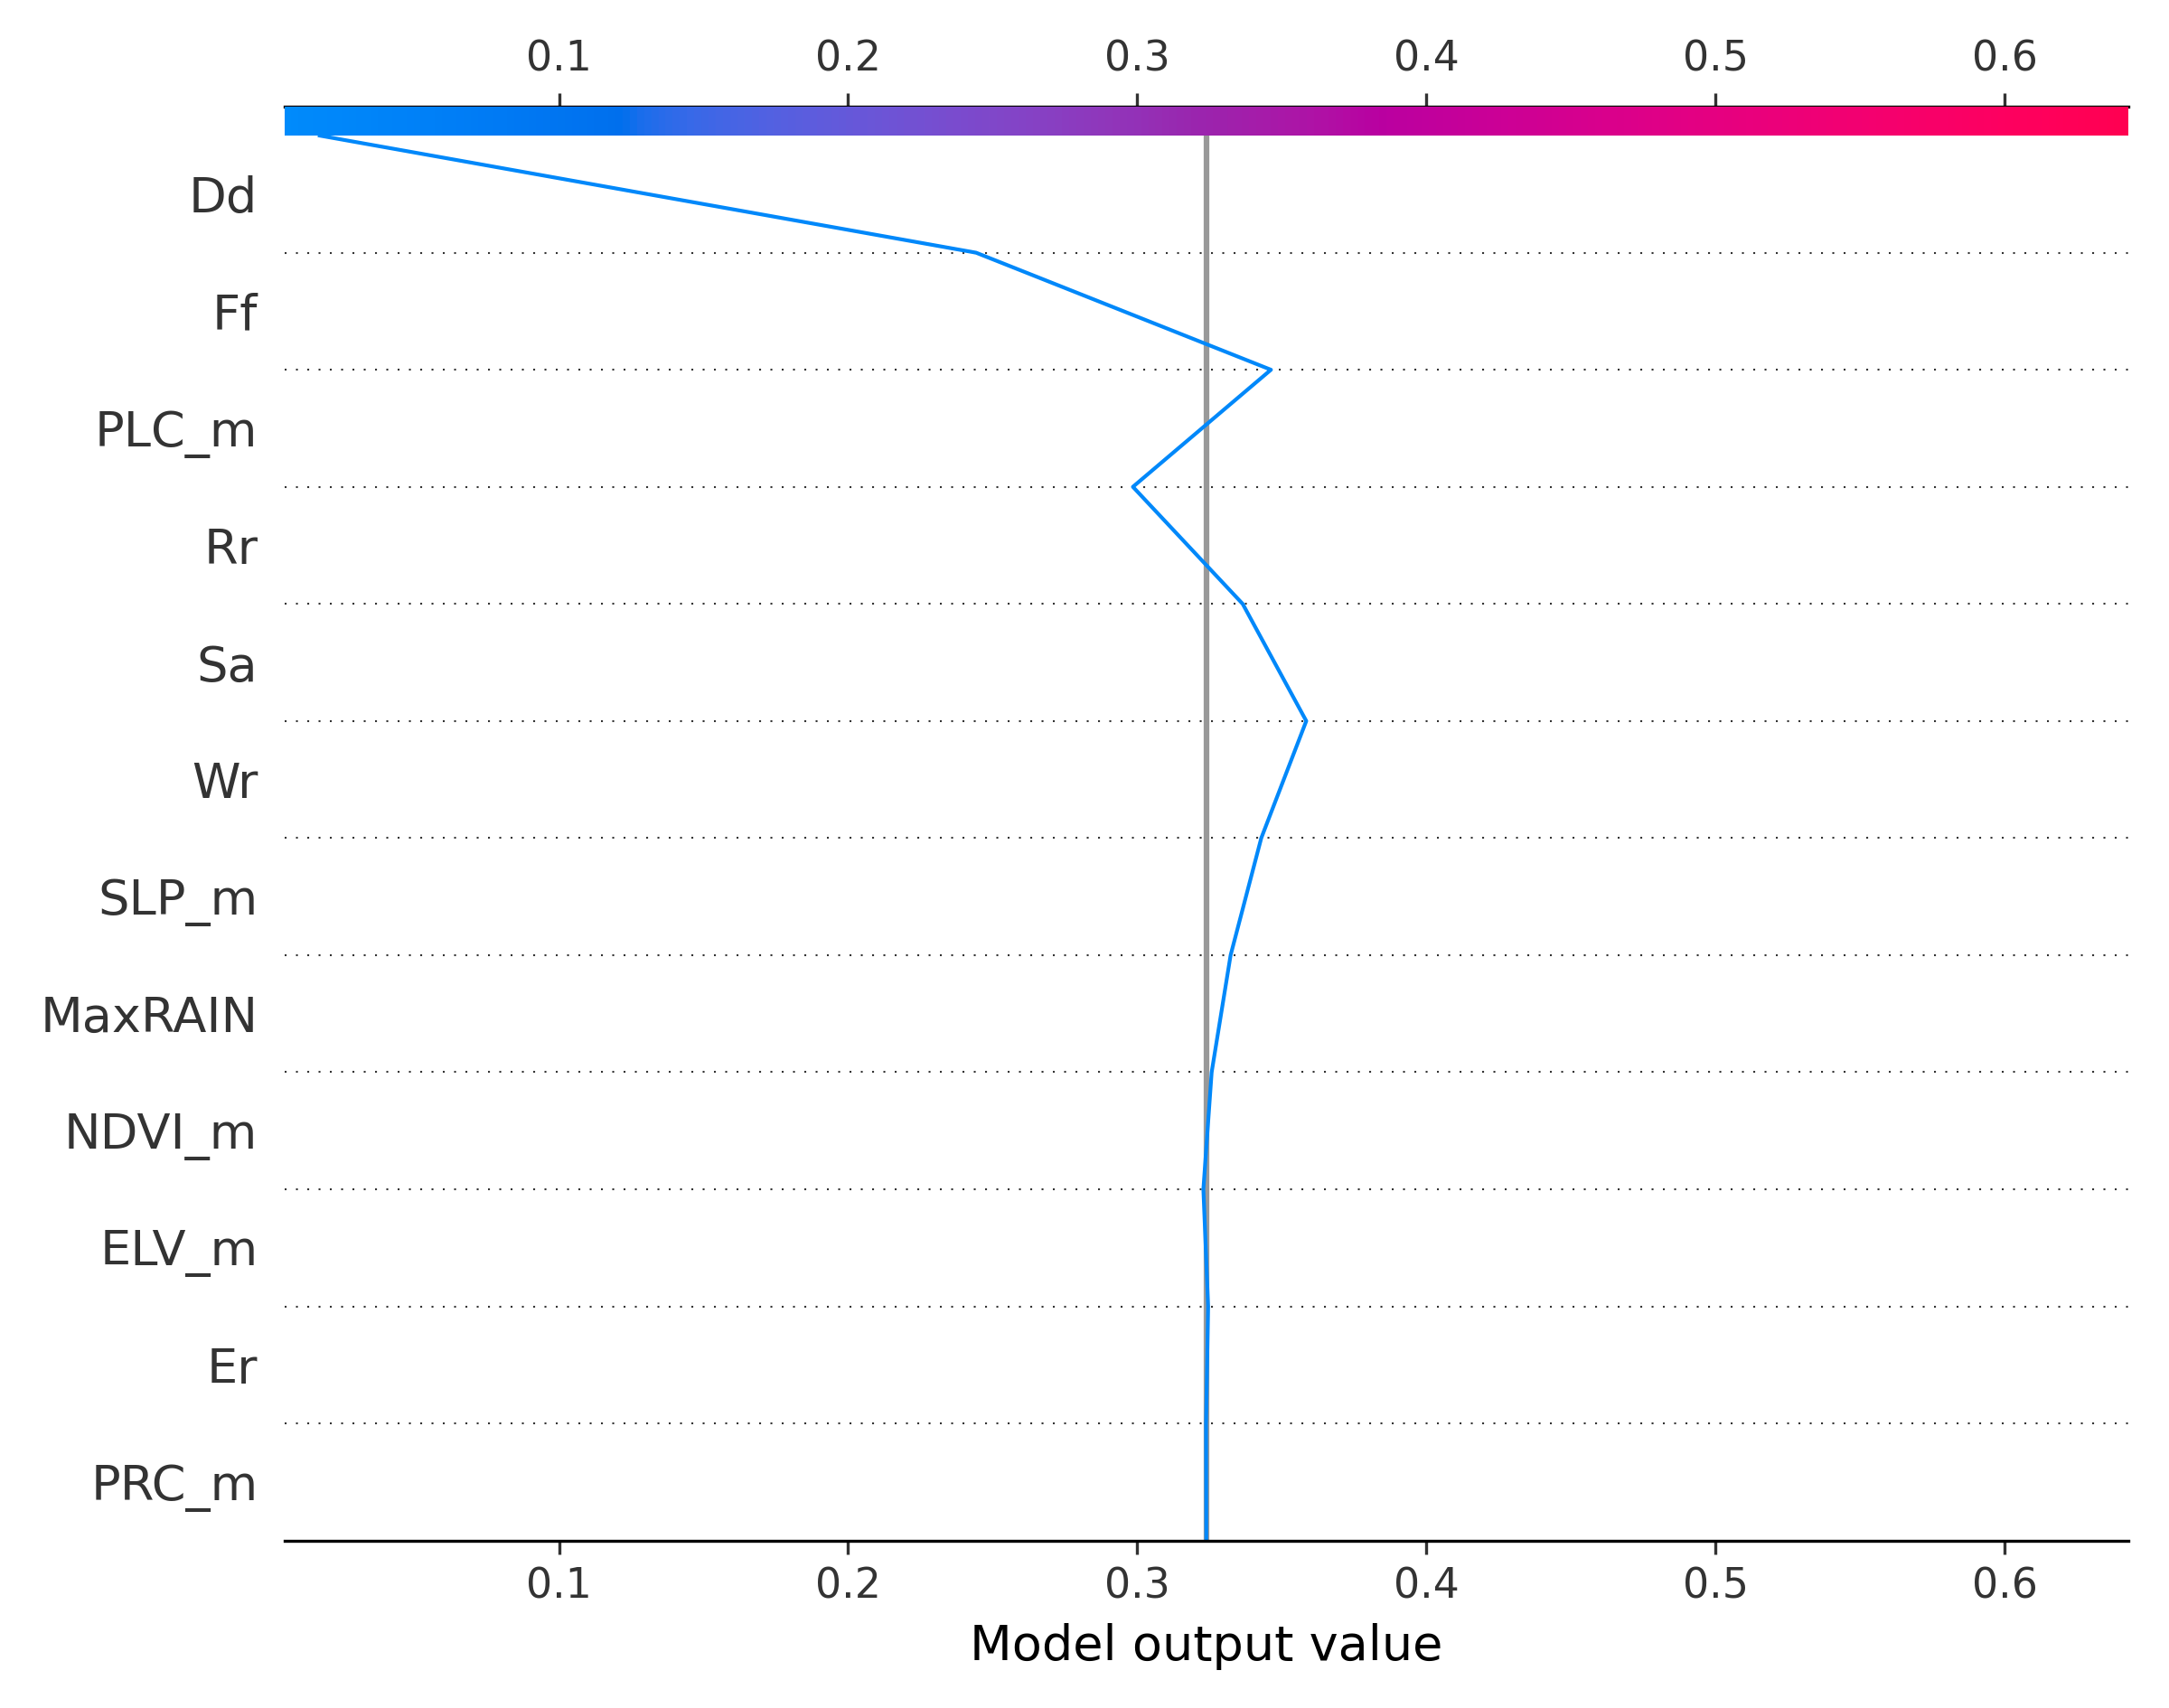 0.1 0.2 0.3 0.4 0.5 0.6
Dd
Ff
PLC_m
Rr
Sa
Wr
SLP_m
MaxRAIN
NDVI_m
ELV_m
Er
PRC_m
0.1 0.2 0.3 0.4 0.5 0.6
Model output value